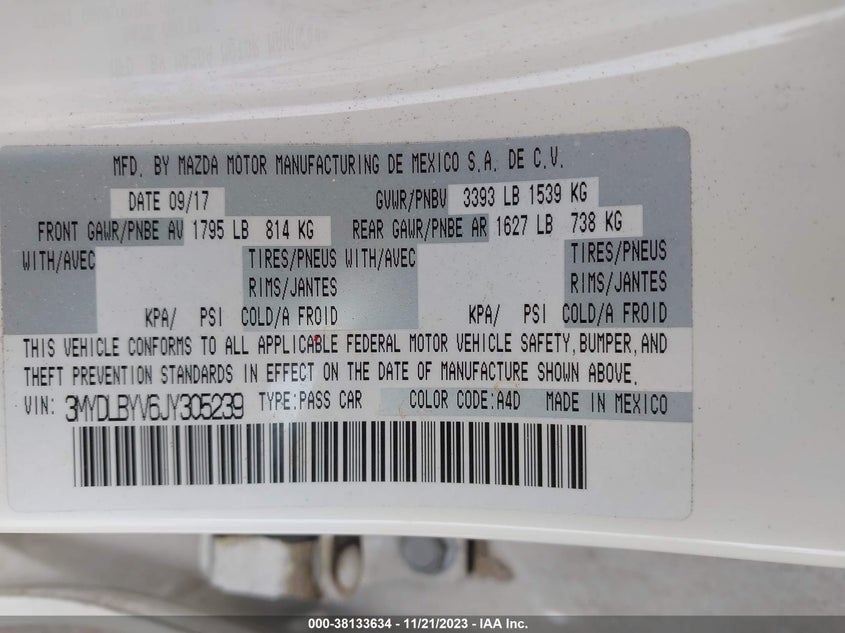 MFD. BY MAZDA MOTOR MANUFACTURING DE MEXICO S.A. DE C.V.
DATE 09/17 GVWR/PNBV 3393 LB 1539 KG
FRONT GAWR/PNBE AV 1795 LB 814 KG REAR GAWR/PNBE AR 1627 LB 738 KG
WITH/AVEC TIRES/PNEUS WITH/AVEC TIRES/PNEUS
RIMS/JANTES RIMS/JANTES
KPA/ PSI COLD/A FROID KPA/ PSI COLD/A FROID
THIS VEHICLE CONFORMS TO ALL APPLICABLE FEDERAL MOTOR VEHICLE SAFETY, BUMPER, AND
THEFT PREVENTION STANDARDS IN EFFECT ON THE DATE OF MANUFACTURE SHOWN ABOVE.
VIN: 3MYDLBYV6JY305239 TYPE:PASS CAR COLOR CODE:A4D MADE IN MEXICO
000-38133634 - 11/21/2023 - IAA Inc.